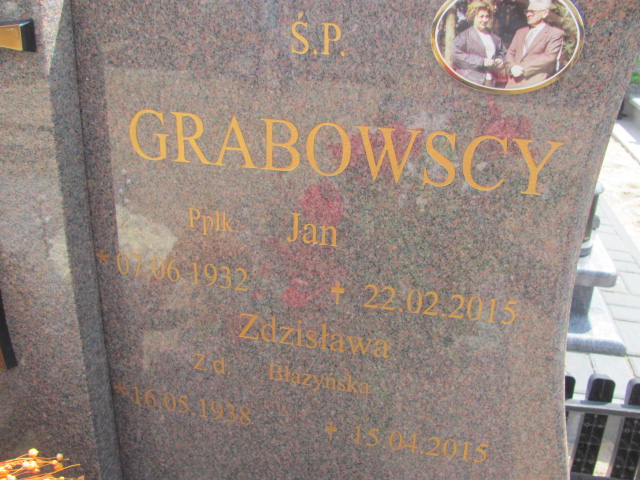 Ś.P.
GRABOWSCY
Ppłk. Jan
* 07.06.1932 ✝ 22.02.2015
Zdzisława
Z d. Błażyńska
*16.05.1938 ✝ 15.04.2015